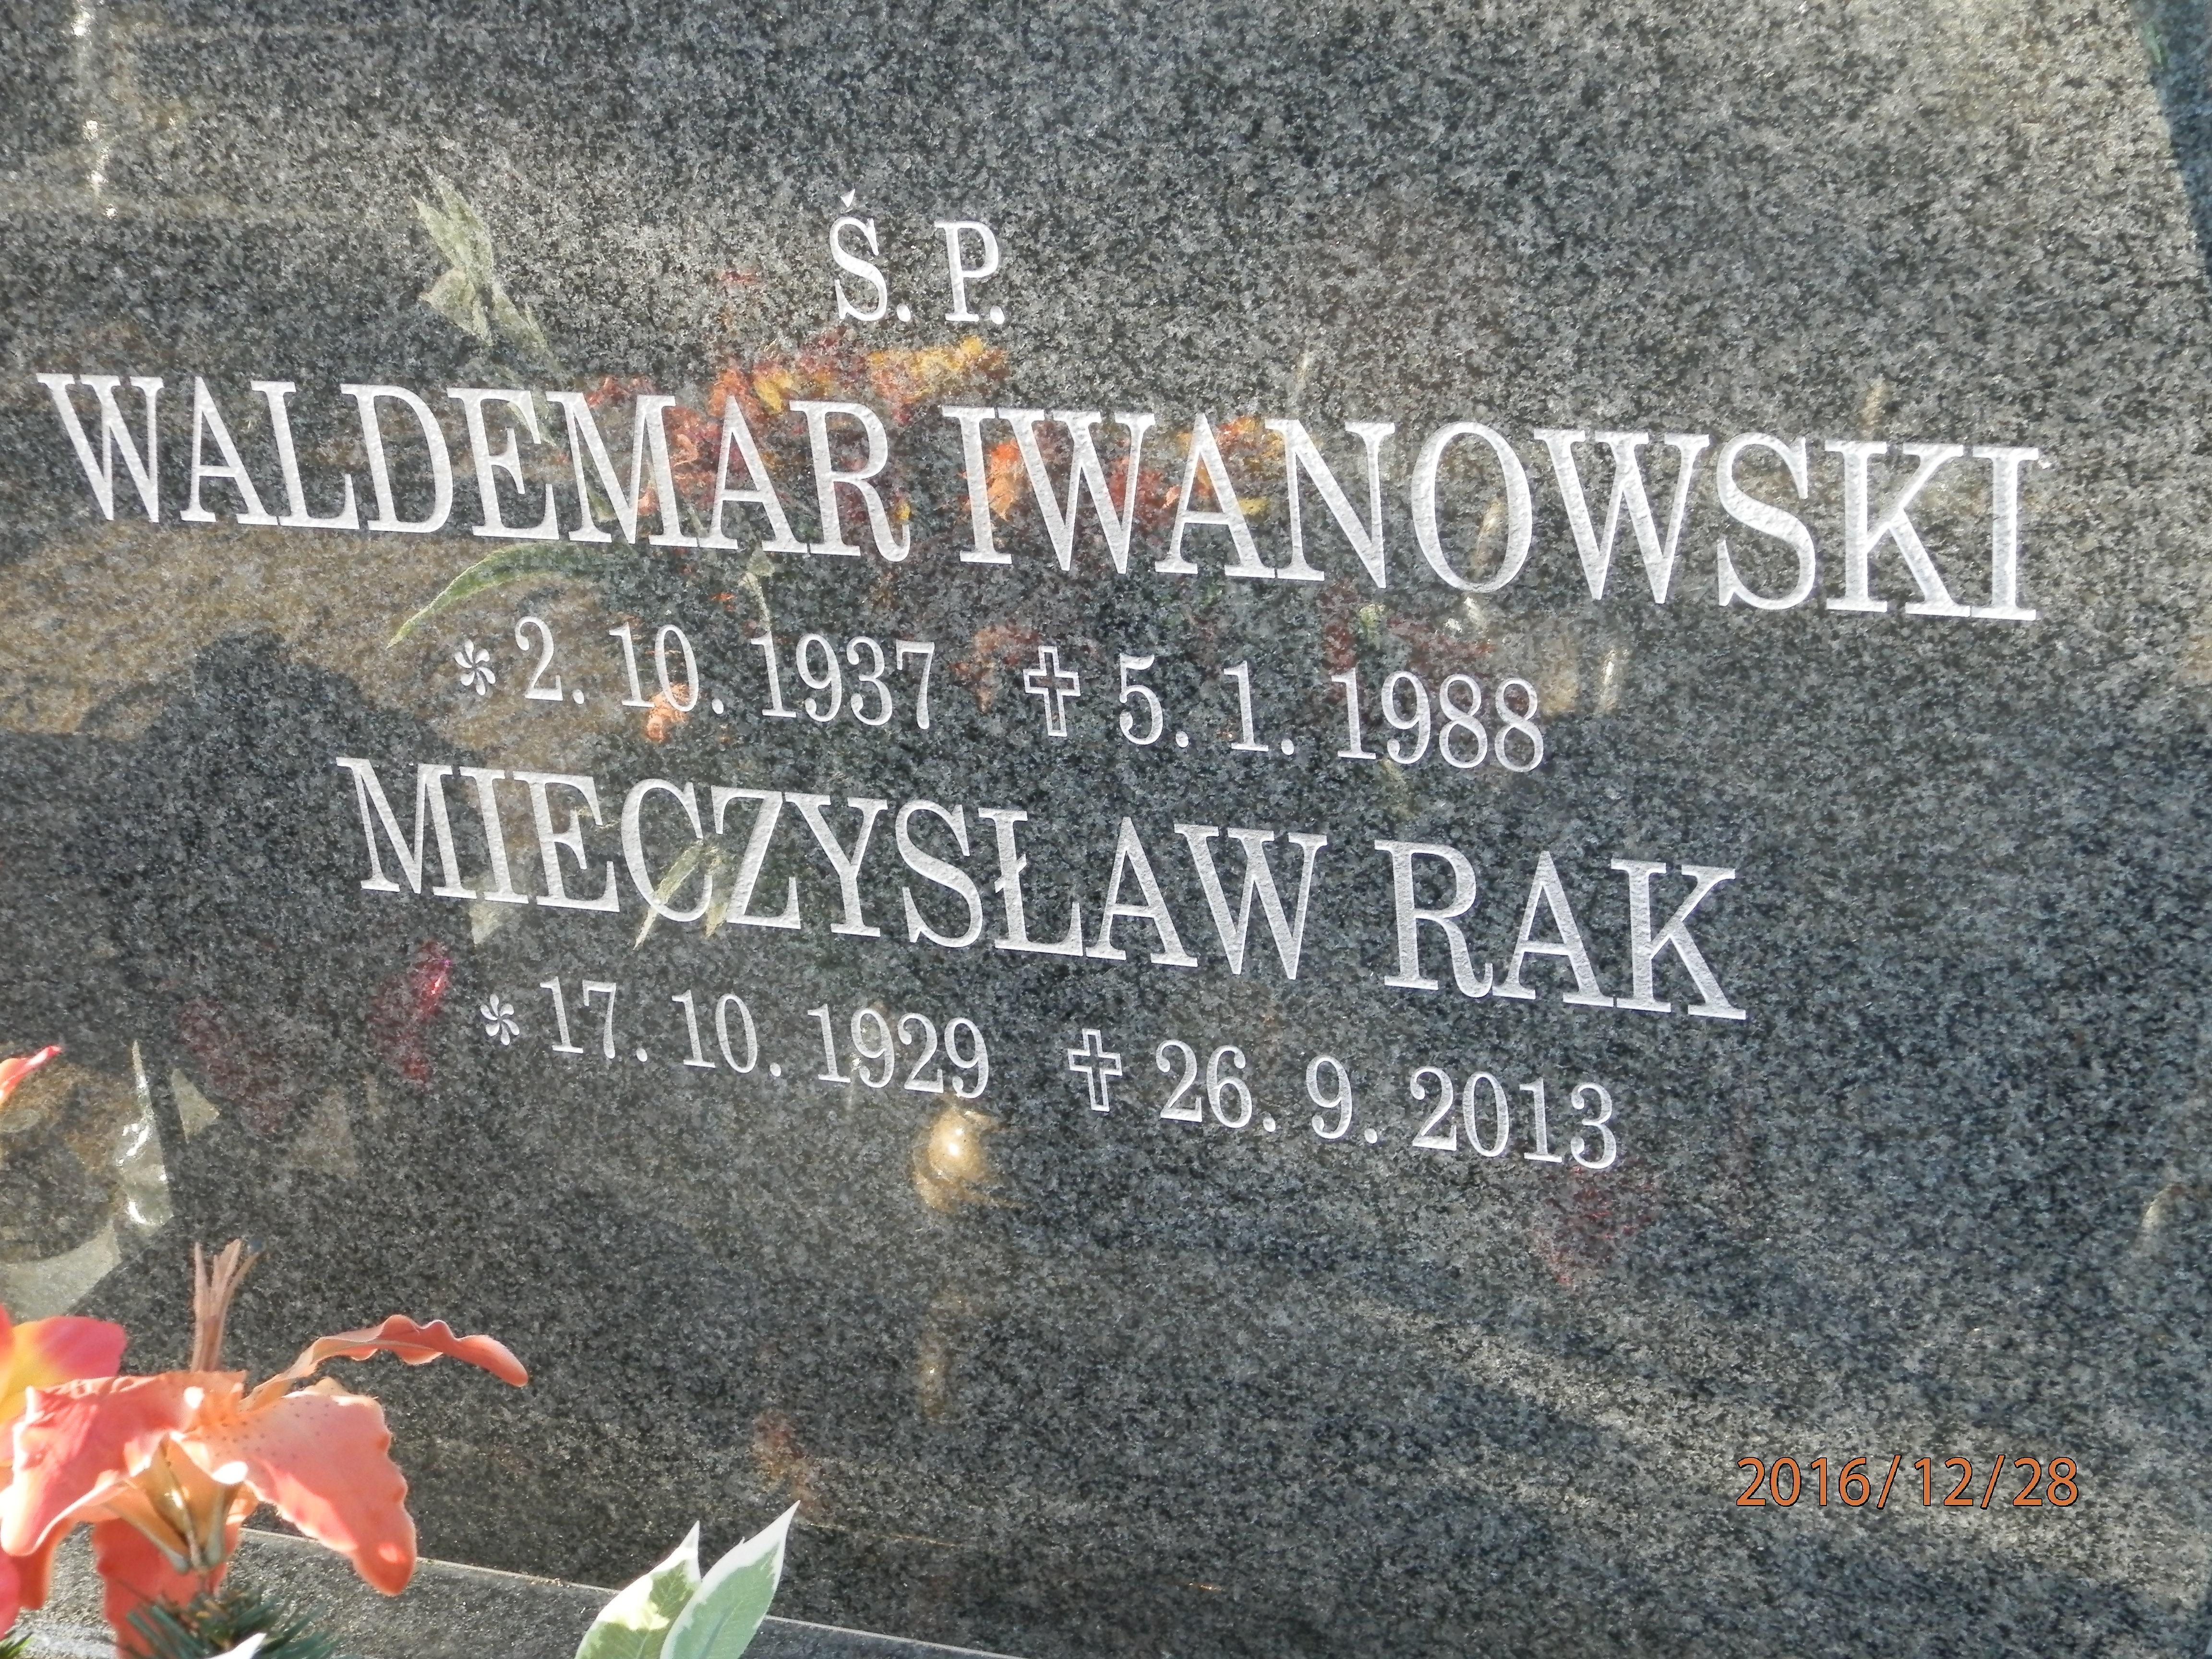 Ś. P.
WALDEMAR IWANOWSKI
* 2. 10. 1937 ✝ 5. 1. 1988
MIECZYSŁAW RAK
* 17. 10. 1929 ✝ 26. 9. 2013
2016/12/28